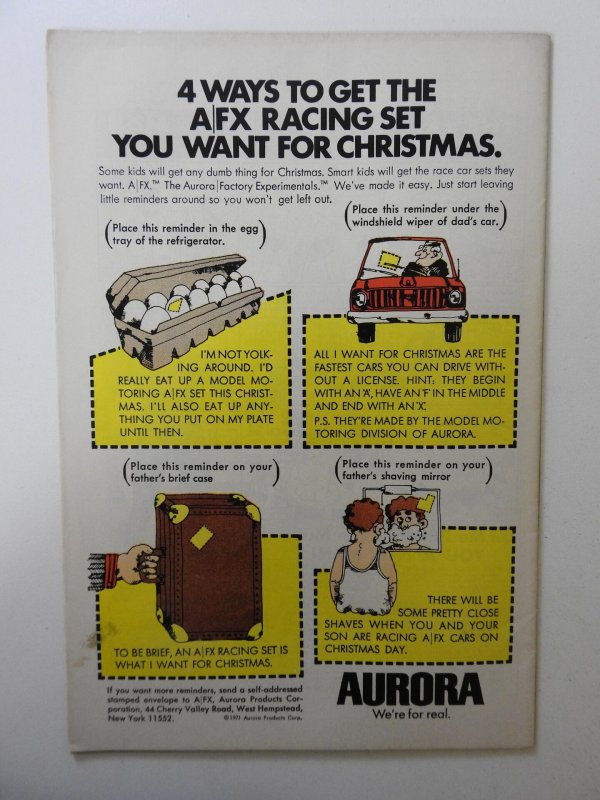 4 WAYS TO GET THE
A|FX RACING SET
YOU WANT FOR CHRISTMAS.
Some kids will get any dumb thing for Christmas. Smart kids will get the race car sets they
want. A|FX.™ The Aurora|Factory Experimentals.™ We've made it easy. Just start leaving
little reminders around so you won't get left out.
(Place this reminder in the egg
tray of the refrigerator.)
I'M NOT YOLK-
ING AROUND. I'D
REALLY EAT UP A MODEL MO-
TORING A|FX SET THIS CHRIST-
MAS. I'LL ALSO EAT UP ANY-
THING YOU PUT ON MY PLATE
UNTIL THEN.
(Place this reminder under the
windshield wiper of dad's car.)
ALL I WANT FOR CHRISTMAS ARE THE
FASTEST CARS YOU CAN DRIVE WITH-
OUT A LICENSE. HINT: THEY BEGIN
WITH AN 'A', HAVE AN 'F' IN THE MIDDLE
AND END WITH AN 'X'.
P.S. THEY'RE MADE BY THE MODEL MO-
TORING DIVISION OF AURORA.
(Place this reminder on your
father's brief case)
TO BE BRIEF, AN A|FX RACING SET IS
WHAT I WANT FOR CHRISTMAS.
(Place this reminder on your
father's shaving mirror)
THERE WILL BE
SOME PRETTY CLOSE
SHAVES WHEN YOU AND YOUR
SON ARE RACING A|FX CARS ON
CHRISTMAS DAY.
If you want more reminders, send a self-addressed
stamped envelope to A|FX, Aurora Products Cor-
poration, 44 Cherry Valley Road, West Hempstead,
New York 11552.
©1971 Aurora Products Corp.
AURORA
We're for real.